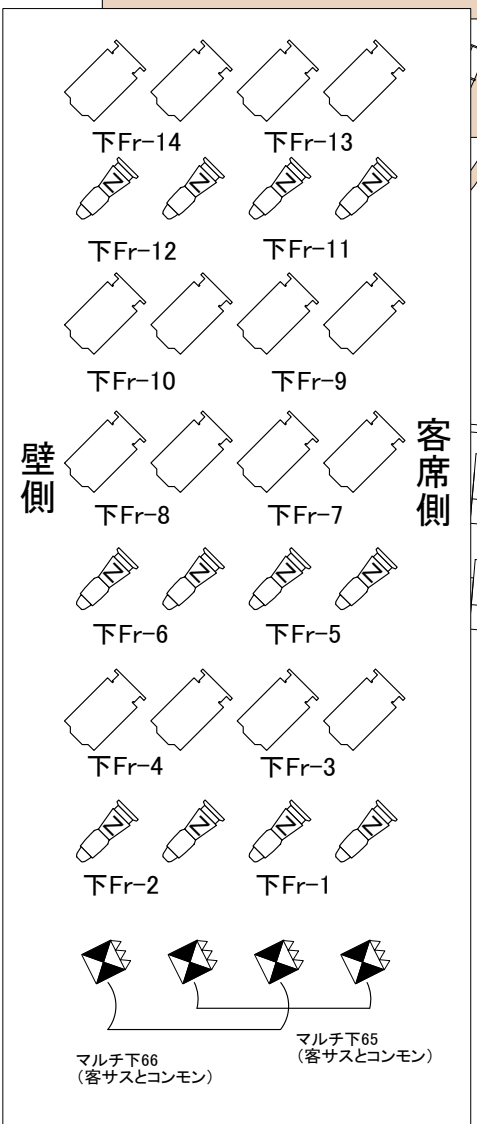 下Fr-14 下Fr-13
N N N N
下Fr-12 下Fr-11
下Fr-10 下Fr-9
壁側
客席側
下Fr-8 下Fr-7
N N N N
下Fr-6 下Fr-5
下Fr-4 下Fr-3
N N N N
下Fr-2 下Fr-1
マルチ下66
（客サスとコンモン）
マルチ下65
（客サスとコンモン）